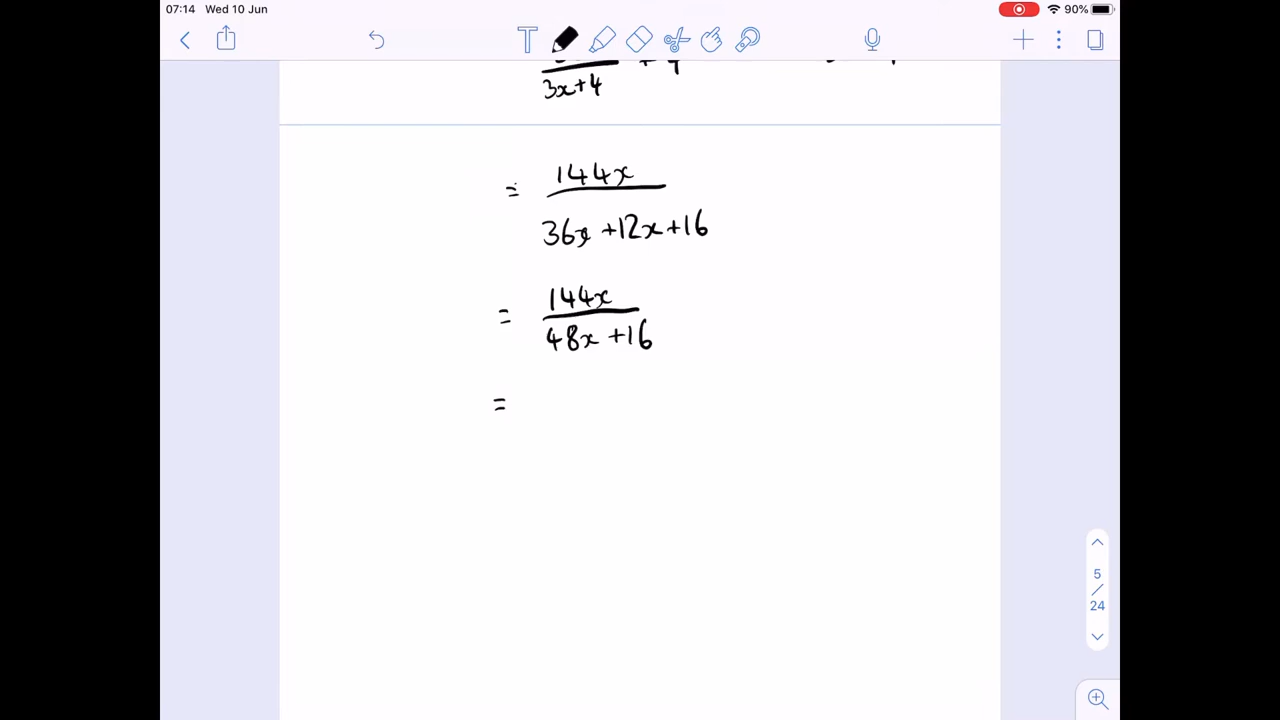 07:14 Wed 10 Jun 90%
T
3x+4
= 144x
36x +12x+16
= 144x
48x +16
=
5
/
24